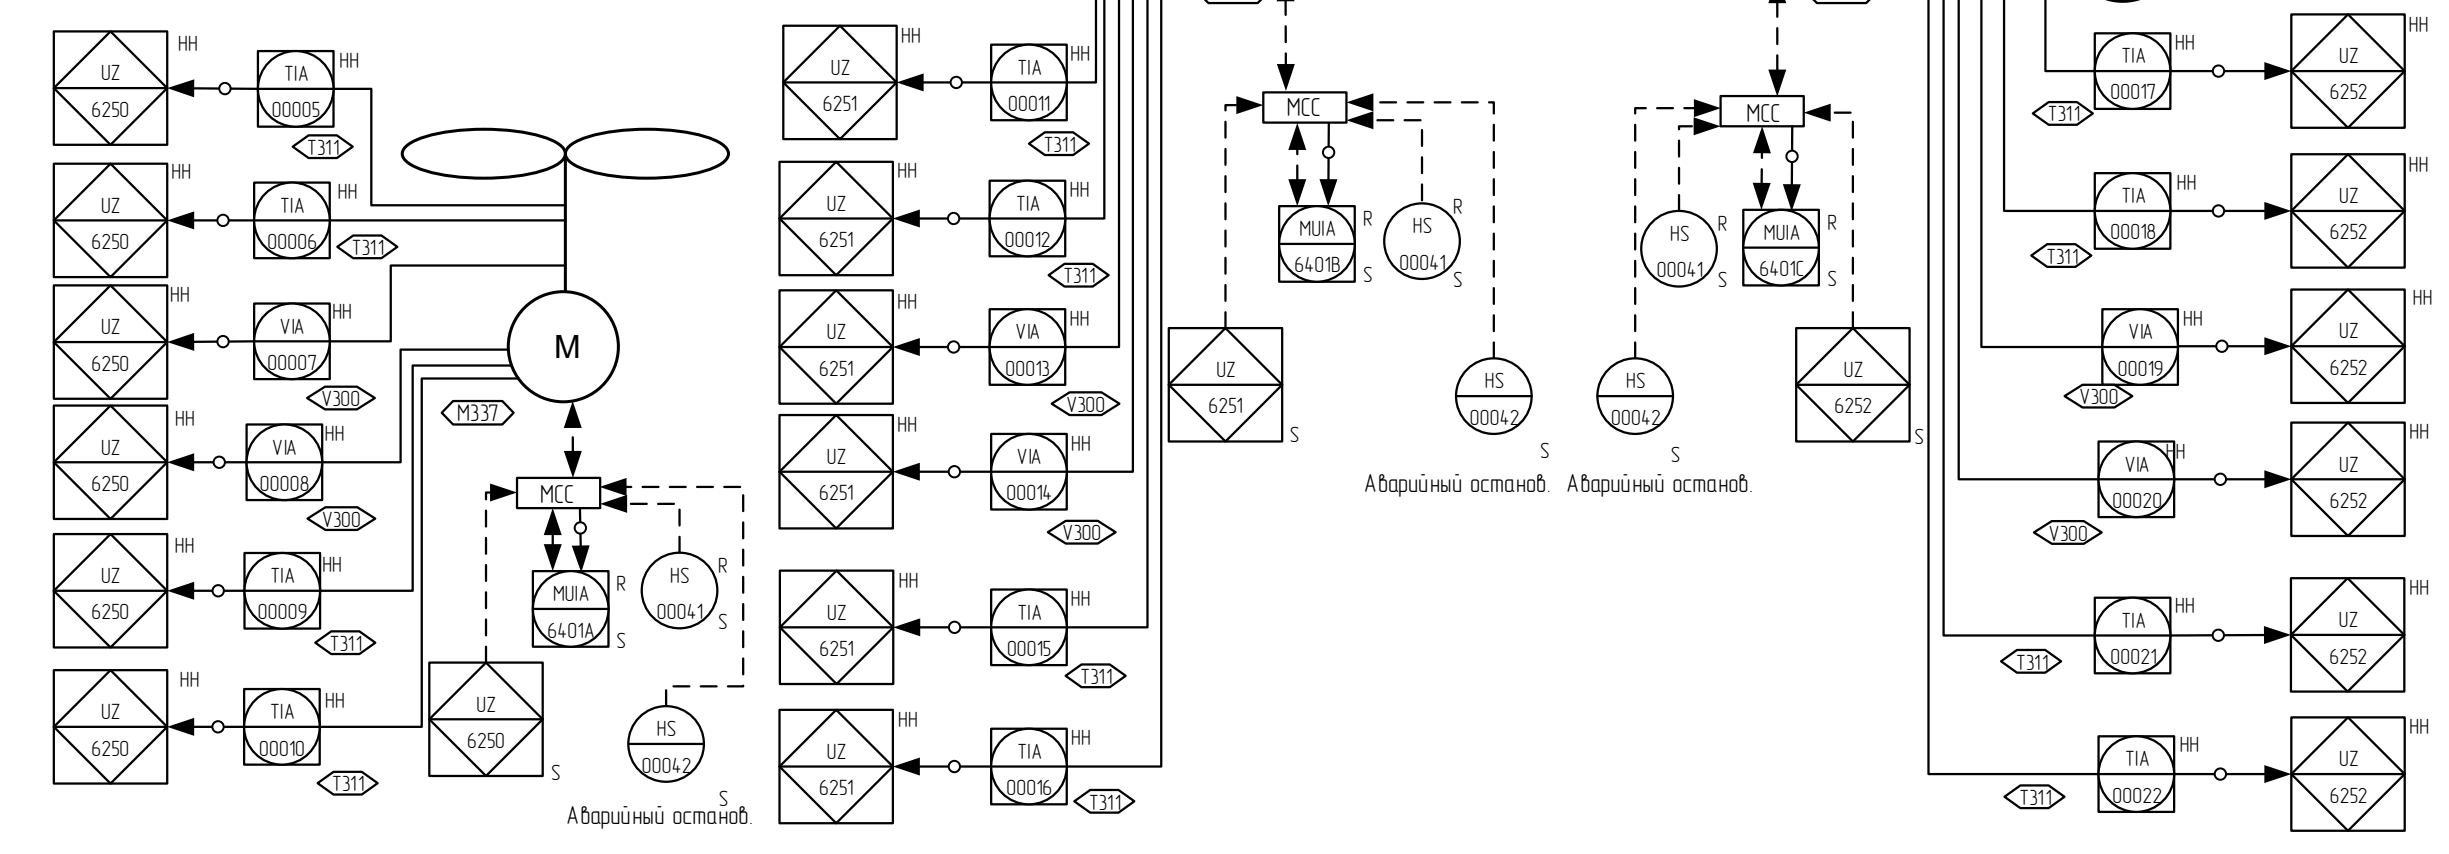 UZ
6250
HH
TIA
00005
HH
T311
UZ
6250
HH
TIA
00006
HH
T311
UZ
6250
HH
VIA
00007
HH
V300
UZ
6250
HH
VIA
00008
HH
V300
UZ
6250
HH
TIA
00009
HH
T311
UZ
6250
HH
TIA
00010
HH
T311
M
M337
MCC
MUIA
6401A
R
S
HS
00041
R
S
UZ
6250
S
HS
00042
S
Аварийный останов.
UZ
6251
HH
TIA
00011
HH
T311
UZ
6251
HH
TIA
00012
HH
T311
UZ
6251
HH
VIA
00013
HH
V300
UZ
6251
HH
VIA
00014
HH
V300
UZ
6251
HH
TIA
00015
HH
T311
UZ
6251
HH
TIA
00016
HH
T311
MCC
MUIA
6401B
R
S
HS
00041
R
S
UZ
6251
S
HS
00042
S
Аварийный останов.
MCC
HS
00041
R
S
MUIA
6401C
R
S
HS
00042
S
UZ
6252
S
Аварийный останов.
TIA
00017
HH
T311
UZ
6252
HH
TIA
00018
HH
T311
UZ
6252
HH
VIA
00019
HH
V300
UZ
6252
HH
VIA
00020
HH
V300
UZ
6252
HH
TIA
00021
HH
T311
UZ
6252
HH
TIA
00022
HH
T311
UZ
6252
HH